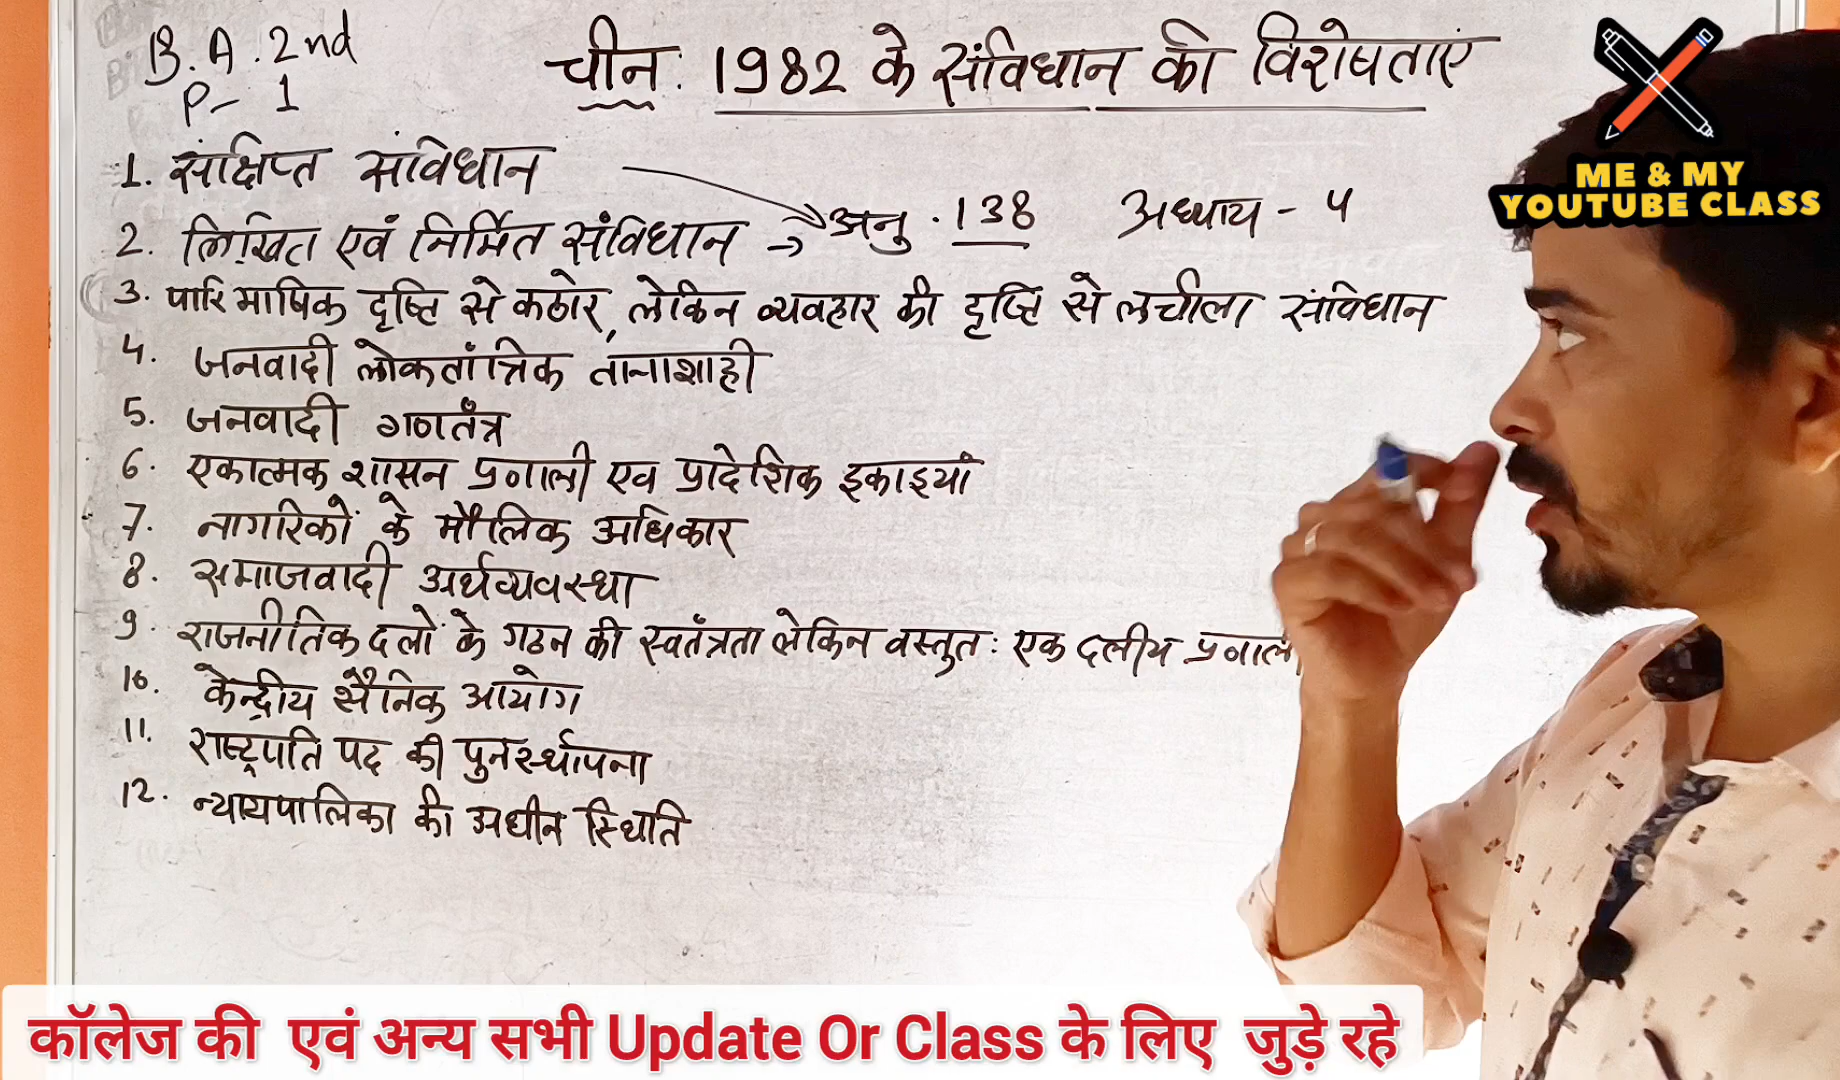 B.A. 2nd
P- 1
चीन: 1982 के संविधान की विशेषताएं
1. संक्षिप्त संविधान
2. लिखित एवं निर्मित संविधान → अनु. 138 अध्याय - 4
3. पारिभाषिक दृष्टि से कठोर, लेकिन व्यवहार की दृष्टि से लचीला संविधान
4. जनवादी लोकतांत्रिक तानाशाही
5. जनवादी गणतंत्र
6. एकात्मक शासन प्रणाली एव प्रादेशिक इकाइयां
7. नागरिकों के मौलिक अधिकार
8. समाजवादी अर्थव्यवस्था
9. राजनीतिक दलों के गठन की स्वतंत्रता लेकिन वस्तुतः एक दलीय प्रणाली
10. केन्द्रीय सैनिक आयोग
11. राष्ट्रपति पद की पुनर्स्थापना
12. न्यायपालिका की अधीन स्थिति
ME & MY
YOUTUBE CLASS
कॉलेज की एवं अन्य सभी Update Or Class के लिए जुड़े रहे